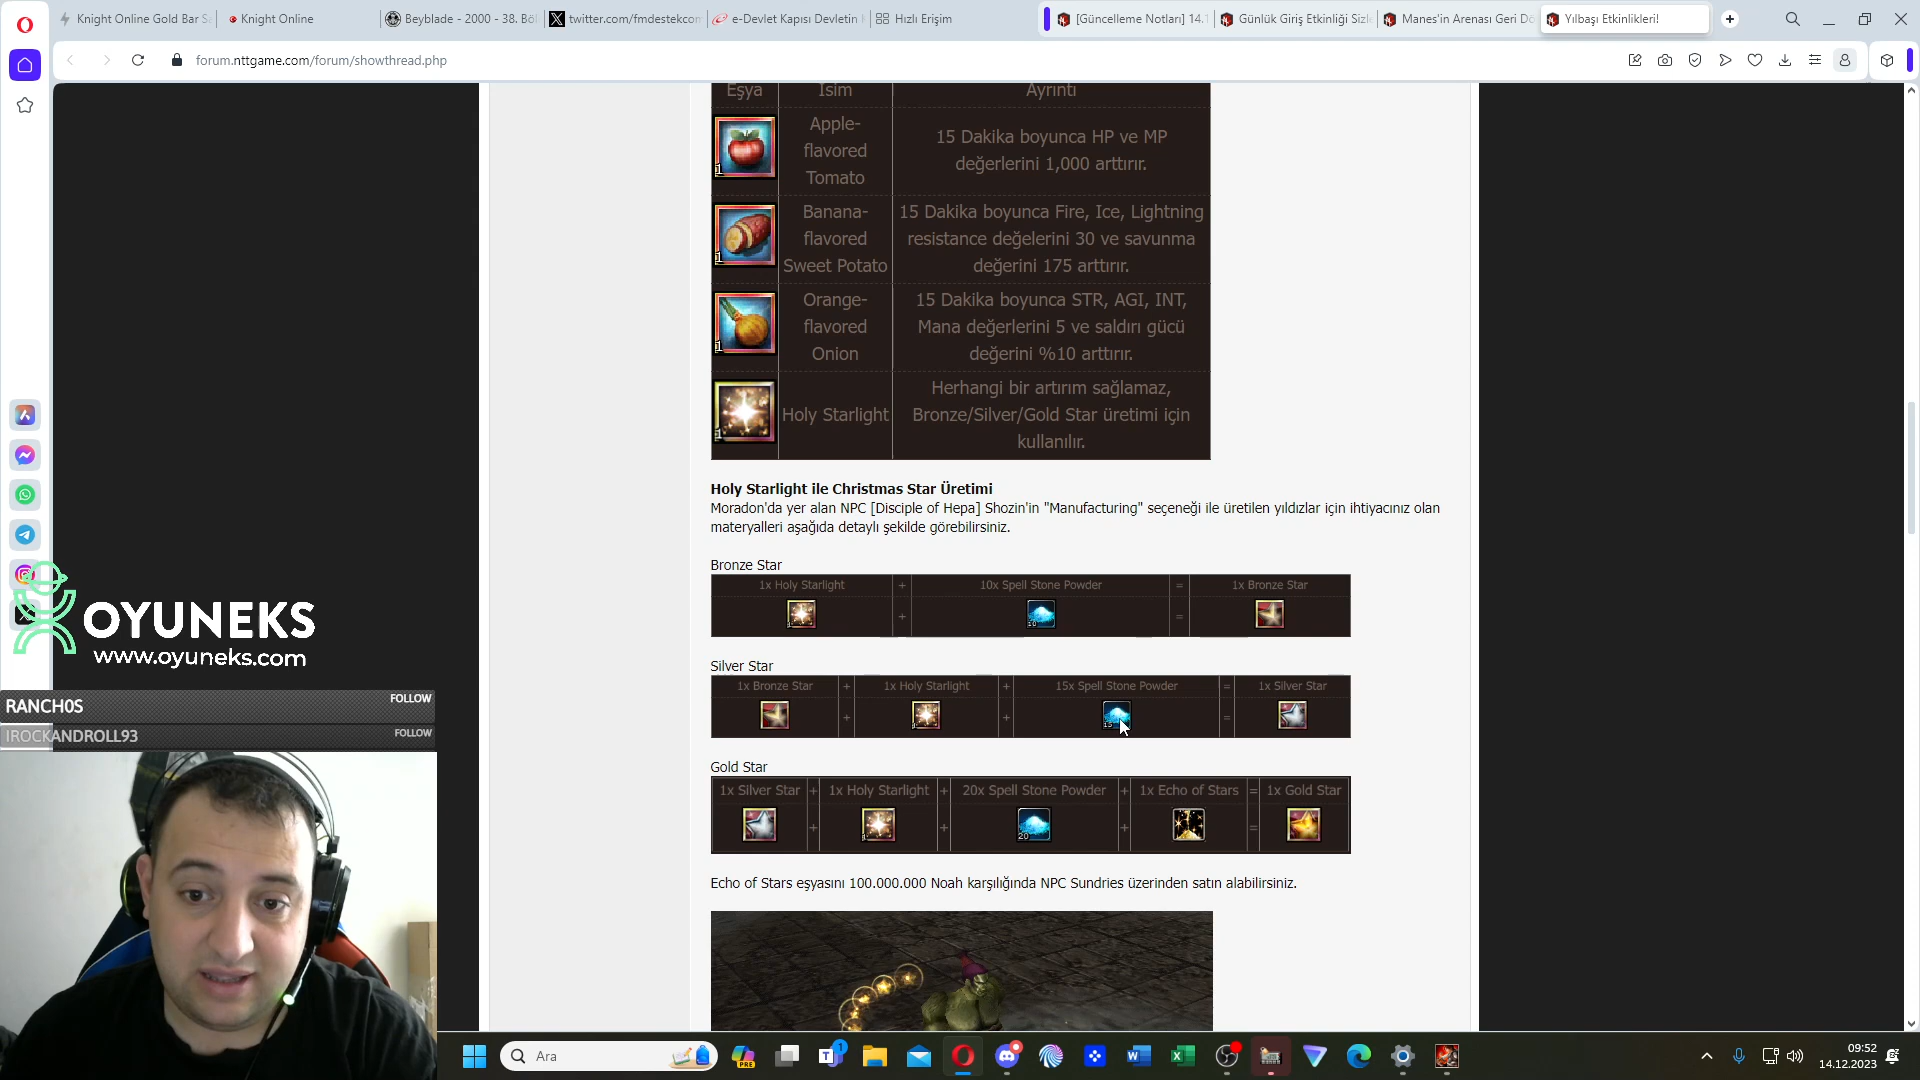 Knight Online Gold Bar S
Knight Online
Beyblade - 2000 - 38. Böl
twitter.com/fmdestekcom
e-Devlet Kapısı Devletin
Hızlı Erişim
[Güncelleme Notları] 14.
Günlük Giriş Etkinliği Sizl
Manes'in Arenası Geri Dö
Yılbaşı Etkinlikleri!
forum.nttgame.com/forum/showthread.php
Eşya İsim Ayrıntı
Apple-
flavored
Tomato
15 Dakika boyunca HP ve MP
değerlerini 1,000 arttırır.
Banana-
flavored
Sweet Potato
15 Dakika boyunca Fire, Ice, Lightning
resistance değelerini 30 ve savunma
değerini 175 arttırır.
Orange-
flavored
Onion
15 Dakika boyunca STR, AGI, INT,
Mana değerlerini 5 ve saldırı gücü
değerini %10 arttırır.
Holy Starlight
Herhangi bir artırım sağlamaz,
Bronze/Silver/Gold Star üretimi için
kullanılır.
Holy Starlight ile Christmas Star Üretimi
Moradon'da yer alan NPC [Disciple of Hepa] Shozin'in "Manufacturing" seçeneği ile üretilen yıldızlar için ihtiyacınız olan
materyalleri aşağıda detaylı şekilde görebilirsiniz.
Bronze Star
1x Holy Starlight + 10x Spell Stone Powder = 1x Bronze Star
+ 10 =
Silver Star
1x Bronze Star + 1x Holy Starlight + 15x Spell Stone Powder = 1x Silver Star
+ + 15 =
Gold Star
1x Silver Star + 1x Holy Starlight + 20x Spell Stone Powder + 1x Echo of Stars = 1x Gold Star
+ + 20 + =
Echo of Stars eşyasını 100.000.000 Noah karşılığında NPC Sundries üzerinden satın alabilirsiniz.
OYUNEKS
www.oyuneks.com
RANCH0S FOLLOW
IROCKANDROLL93 FOLLOW
Ara
PRE
1
09:52
14.12.2023